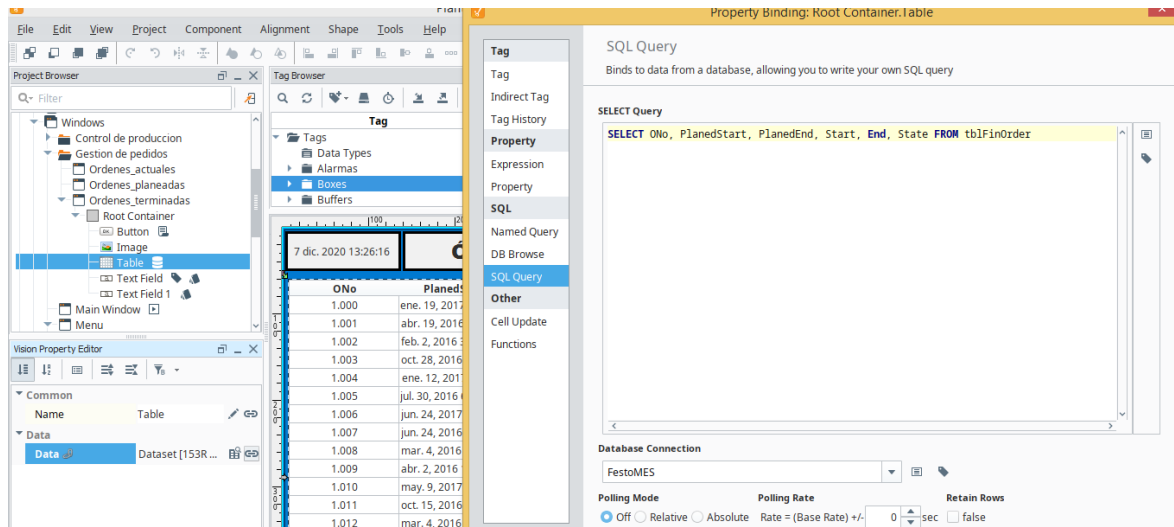 Property Binding: Root Container.Table
File Edit View Project Component Alignment Shape Tools Help
Project Browser
Filter
Windows
Control de produccion
Gestion de pedidos
Ordenes_actuales
Ordenes_planeadas
Ordenes_terminadas
Root Container
Button
Image
Table
Text Field
Text Field 1
Main Window
Menu
Vision Property Editor
Common
Name Table
Data
Data Dataset [153R ...
Tag Browser
Tag
Tags
Data Types
Alarmas
Boxes
Buffers
100
7 dic. 2020 13:26:16
ONo Planed
1.000 ene. 19, 2017
1.001 abr. 19, 2016
1.002 feb. 2, 2016
1.003 oct. 28, 2016
1.004 ene. 12, 201
1.005 jul. 30, 2016
1.006 jun. 24, 2017
1.007 jun. 24, 2016
1.008 mar. 4, 2016
1.009 abr. 2, 2016
1.010 may. 9, 2017
1.011 oct. 15, 2016
1.012 mar. 4, 2016
Tag
Tag
Indirect Tag
Tag History
Property
Expression
Property
SQL
Named Query
DB Browse
SQL Query
Other
Cell Update
Functions
SQL Query
Binds to data from a database, allowing you to write your own SQL query
SELECT Query
SELECT ONo, PlanedStart, PlanedEnd, Start, End, State FROM tblFinOrder
Database Connection
FestoMES
Polling Mode Polling Rate Retain Rows
Off Relative Absolute Rate = (Base Rate) +/- 0 sec false